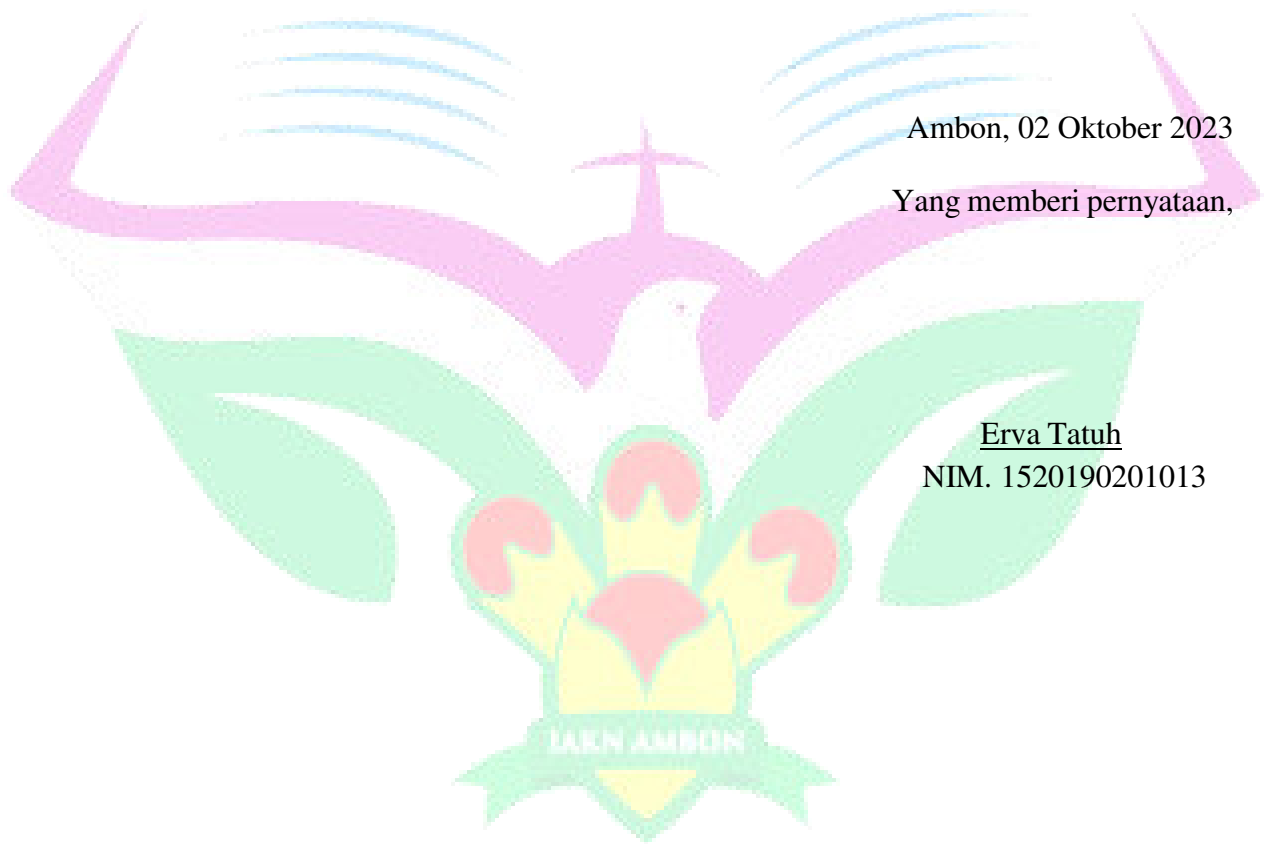 Ambon, 02 Oktober 2023
Yang memberi pernyataan,
Erva Tatuh
NIM. 1520190201013
IAKN AMBON